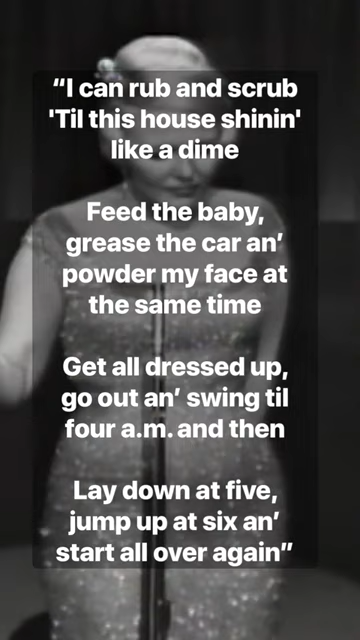 “I can rub and scrub
'Til this house shinin'
like a dime
Feed the baby,
grease the car an’
powder my face at
the same time
Get all dressed up,
go out an’ swing til
four a.m. and then
Lay down at five,
jump up at six an’
start all over again”